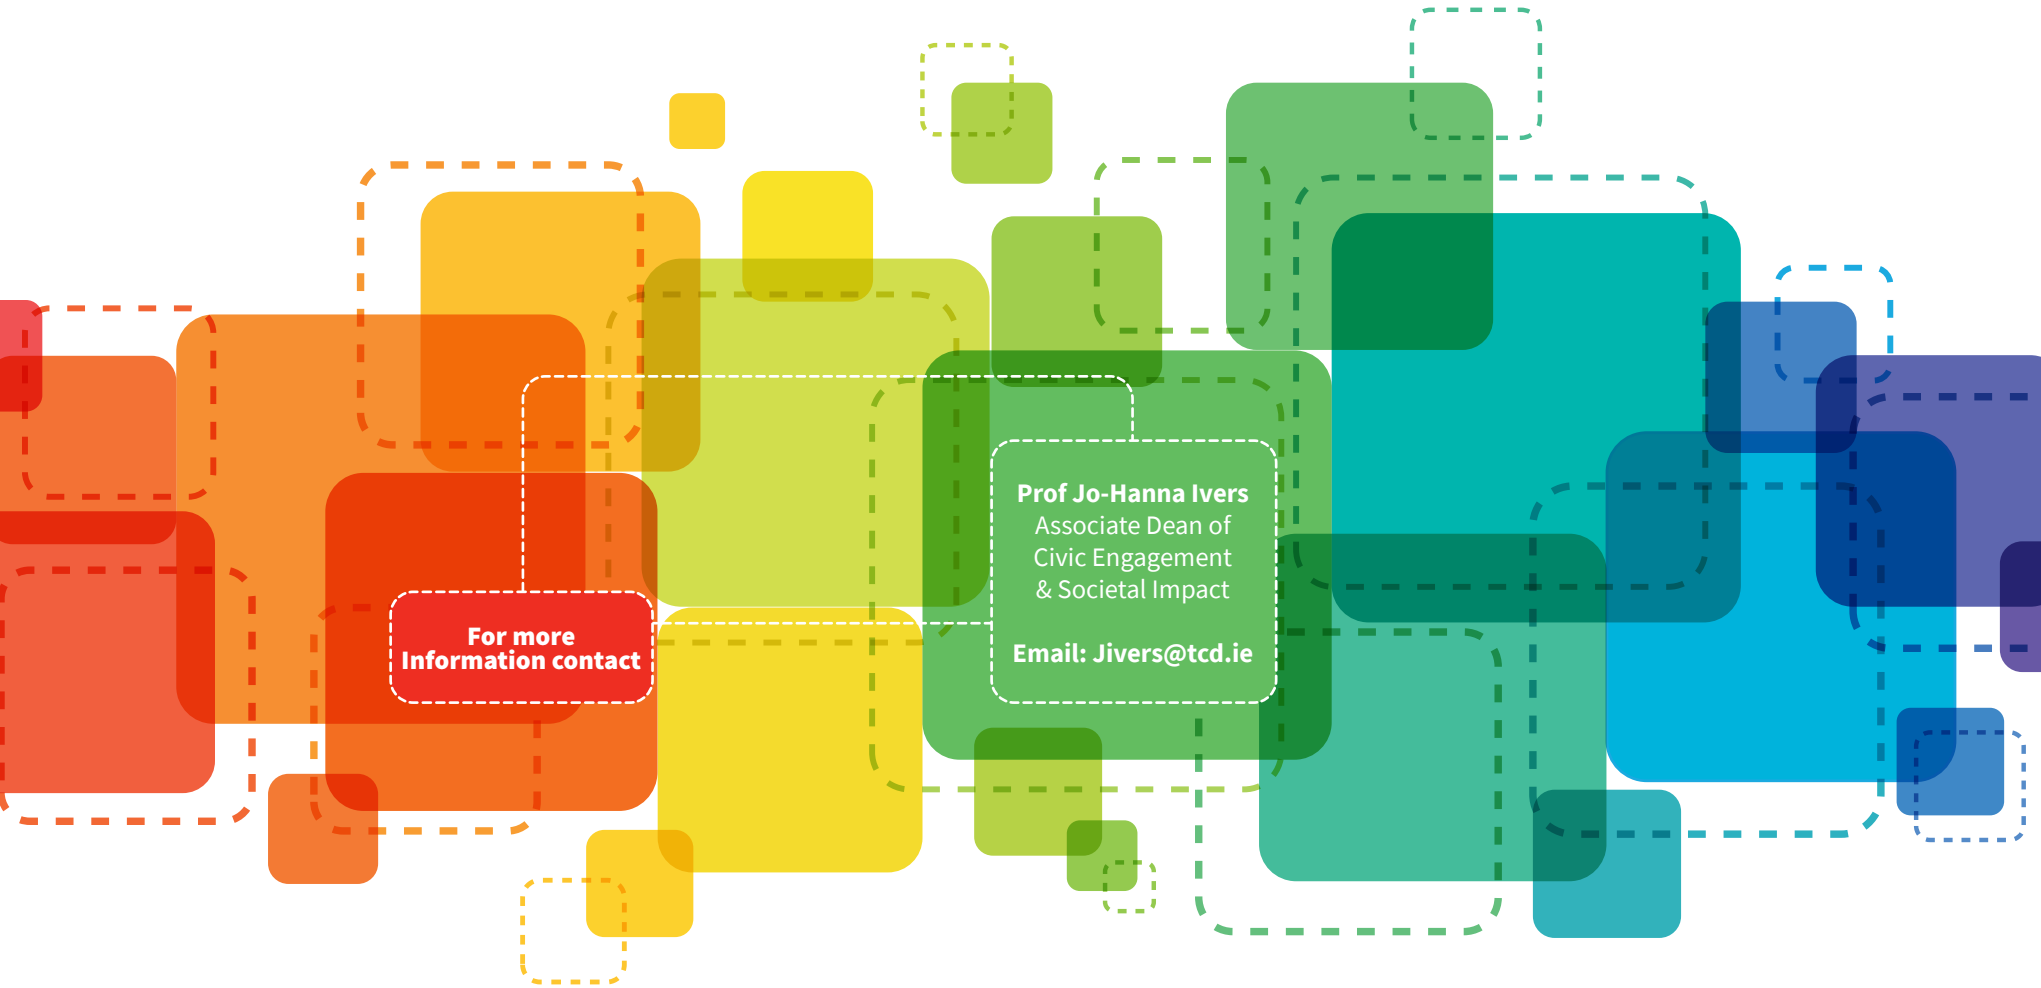 For more
Information contact
Prof Jo-Hanna Ivers
Associate Dean of
Civic Engagement
& Societal Impact
Email: Jivers@tcd.ie